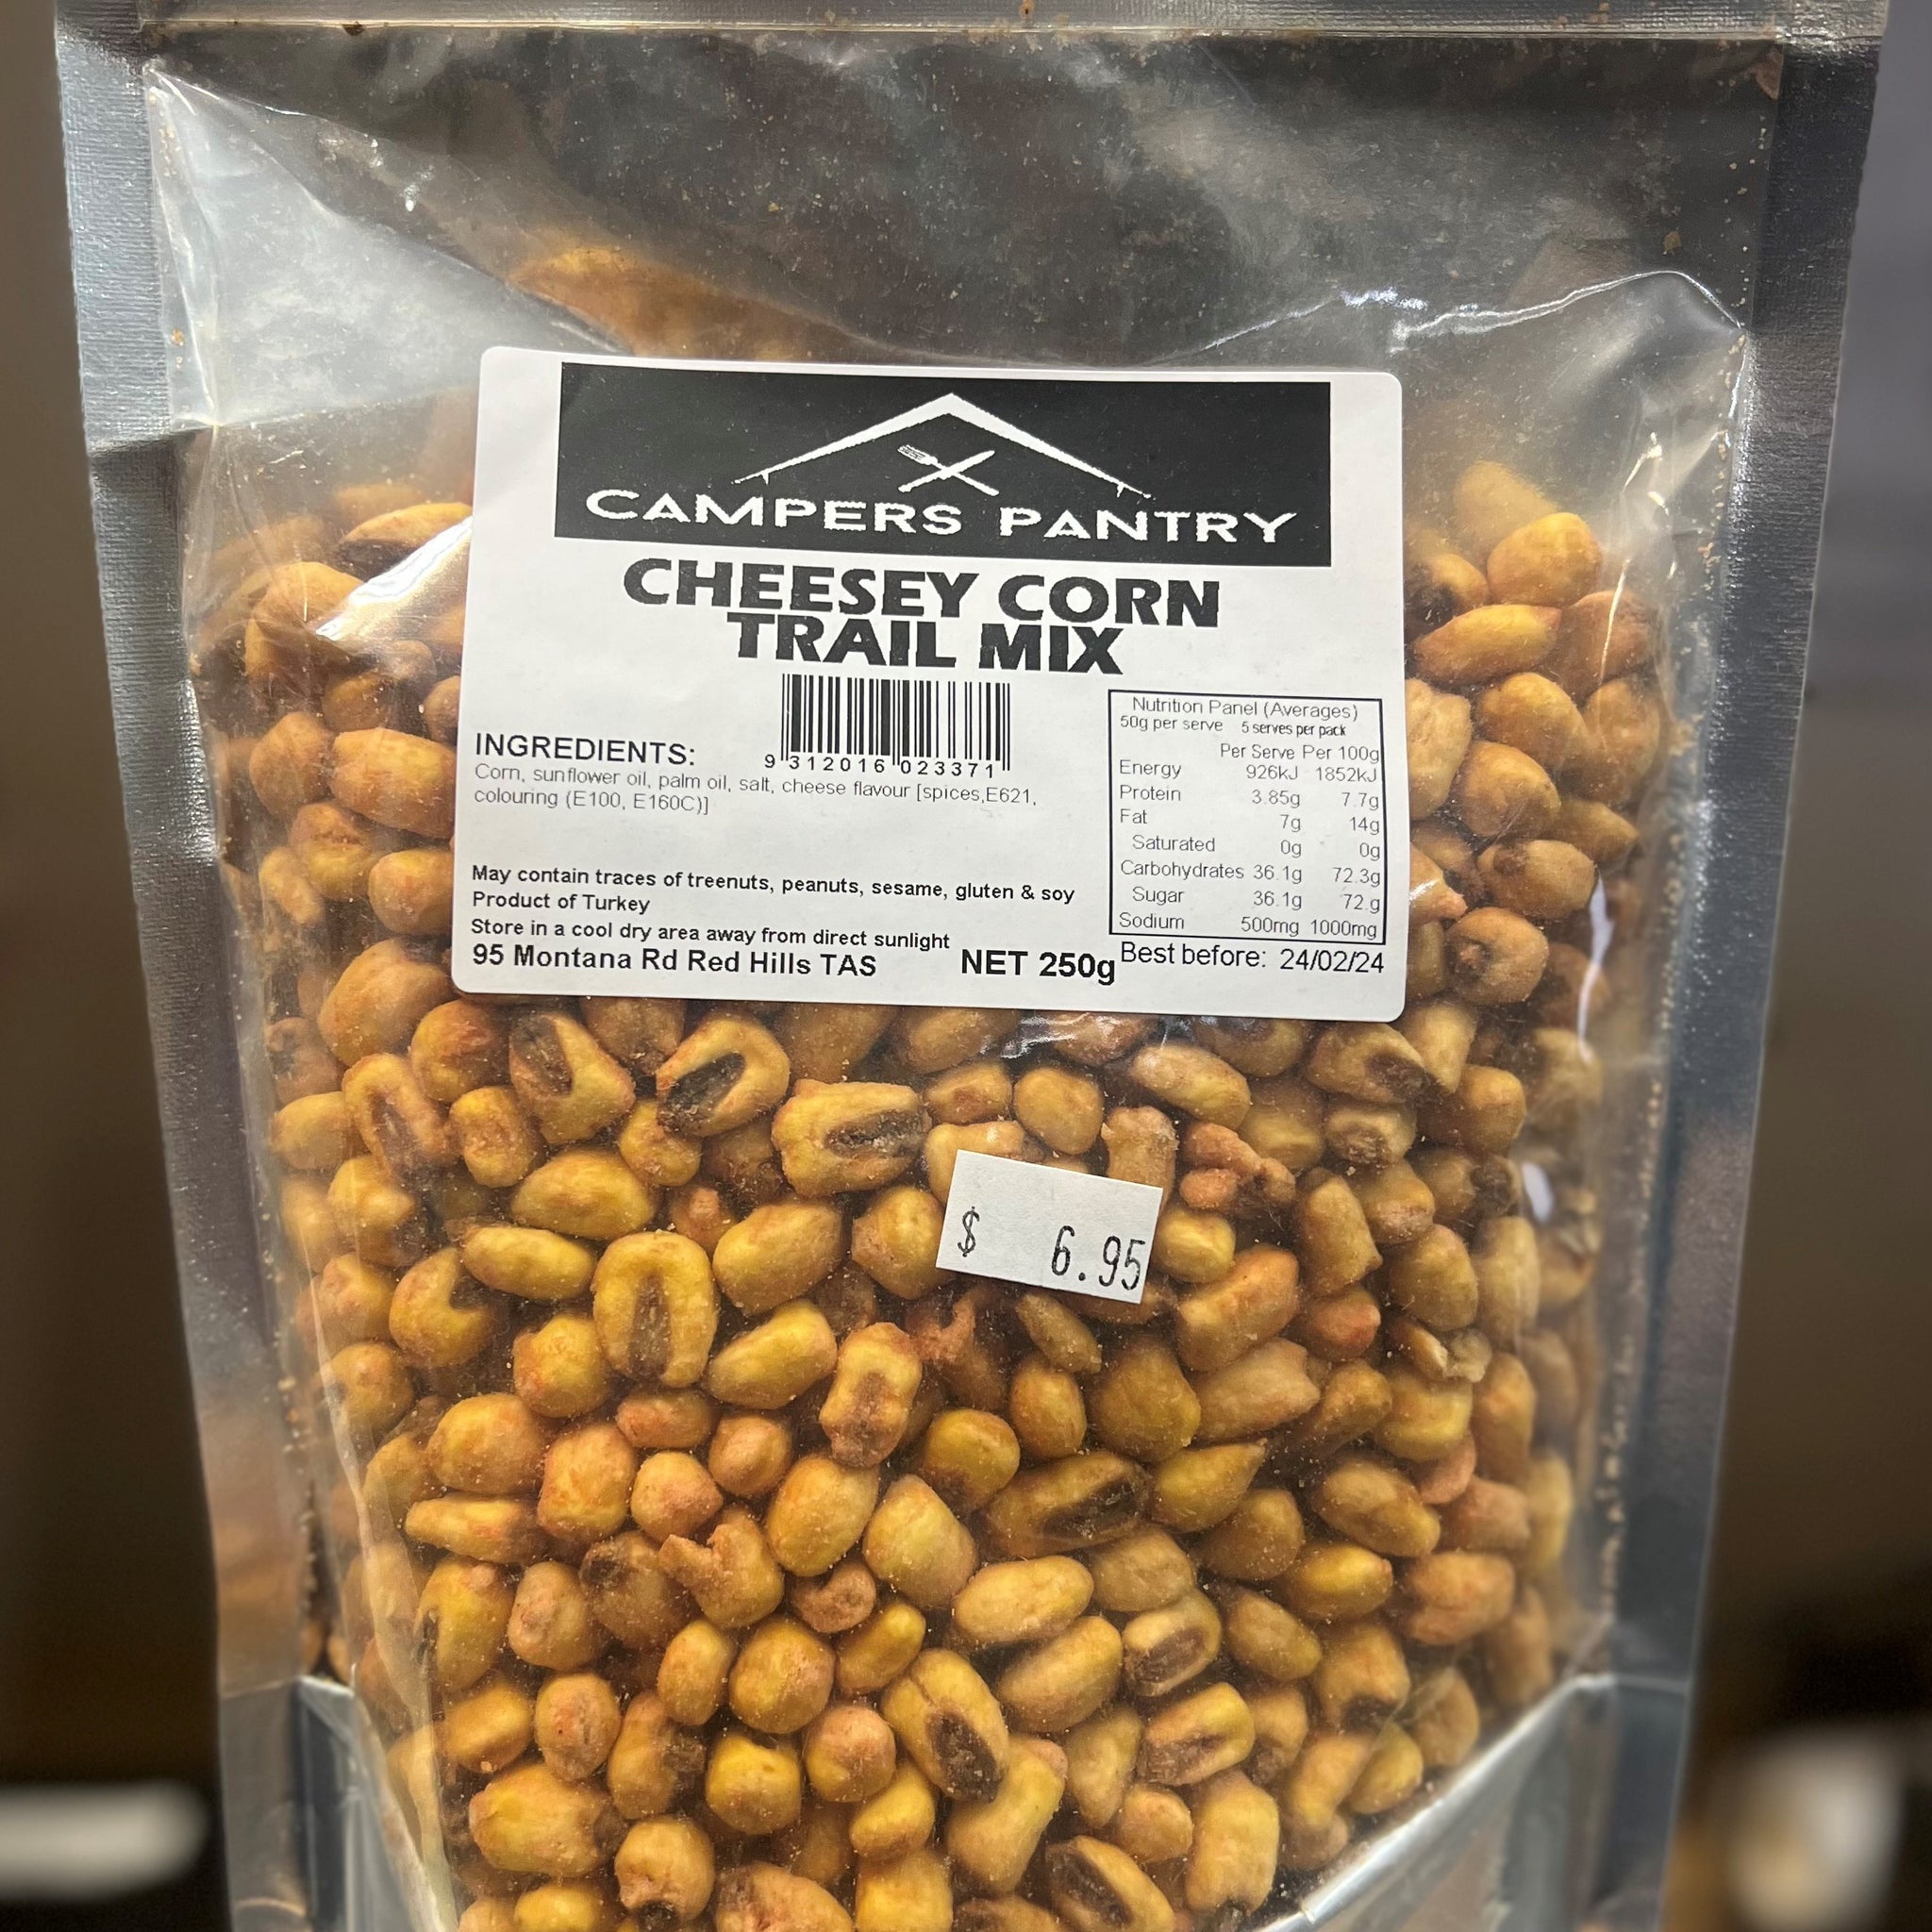 CAMPERS PANTRY
CHEESEY CORN
TRAIL MIX
9 312016 023371
INGREDIENTS:
Corn, sunflower oil, palm oil, salt, cheese flavour [spices,E621,
colouring (E100, E160C)]
May contain traces of treenuts, peanuts, sesame, gluten & soy
Product of Turkey
Store in a cool dry area away from direct sunlight
95 Montana Rd Red Hills TAS
NET 250g
Nutrition Panel (Averages)
50g per serve 5 serves per pack
Per Serve Per 100g
Energy 926kJ 1852kJ
Protein 3.85g 7.7g
Fat 7g 14g
Saturated 0g 0g
Carbohydrates 36.1g 72.3g
Sugar 36.1g 72.g
Sodium 500mg 1000mg
Best before: 24/02/24
$ 6.95